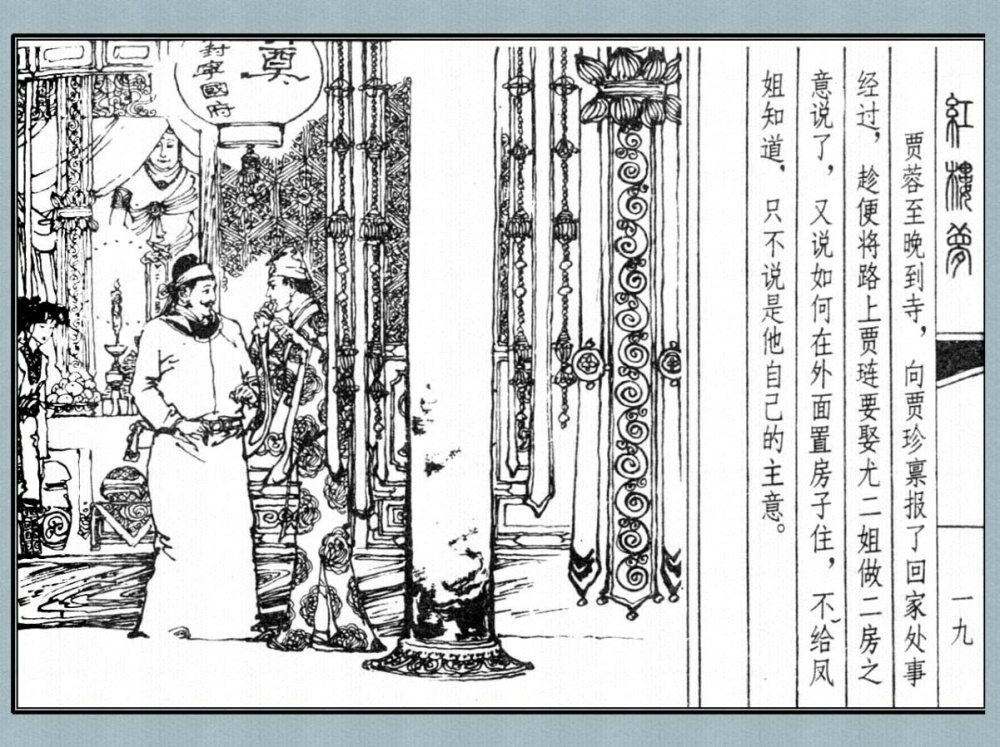 红楼梦
一九
贾蓉至晚到寺，向贾珍禀报了回家处事
经过，趁便将路上贾琏要娶尤二姐做二房之
意说了，又说如何在外面置房子住，不给凤
姐知道，只不说是他自己的主意。
奠
封宁國府